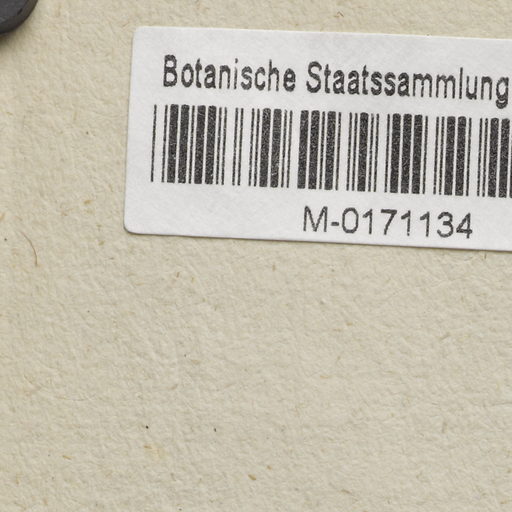 Botanische Staatssammlung
M-0171134